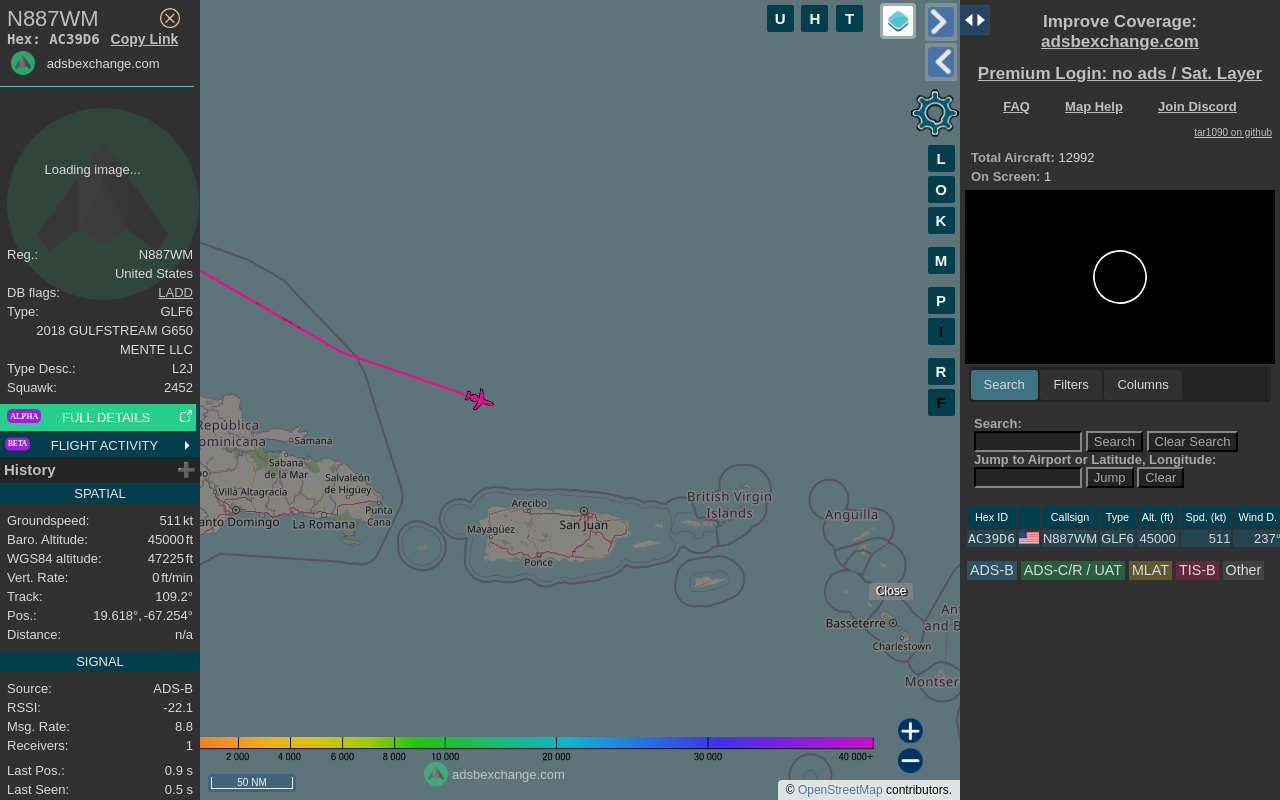 N887WM
Hex: AC39D6 Copy Link
adsbexchange.com
Loading image...
Reg.: N887WM
United States
DB flags: LADD
Type: GLF6
2018 GULFSTREAM G650
MENTE LLC
Type Desc.: L2J
Squawk: 2452
ALPHA FULL DETAILS
BETA FLIGHT ACTIVITY
History
SPATIAL
Groundspeed: 511 kt
Baro. Altitude: 45000 ft
WGS84 altitude: 47225 ft
Vert. Rate: 0 ft/min
Track: 109.2°
Pos.: 19.618°, -67.254°
Distance: n/a
SIGNAL
Source: ADS-B
RSSI: -22.1
Msg. Rate: 8.8
Receivers: 1
Last Pos.: 0.9 s
Last Seen: 0.5 s
U H T
L
O
K
M
P
I
R
F
República
ominicana
Samaná
Sabana
de la Mar
Salvaleón
de Higüey
Villa Altagracia
anto Domingo
La Romana
Punta
Cana
Arecibo
San Juan
Mayagüez
Ponce
British Virgin
Islands
Anguilla
Close
Basseterre
Charlestown
Ant
and B
Montser
2 000 4 000 6 000 8 000 10 000 20 000 30 000 40 000+
50 NM
adsbexchange.com
© OpenStreetMap contributors.
Improve Coverage:
adsbexchange.com
Premium Login: no ads / Sat. Layer
FAQ Map Help Join Discord
tar1090 on github
Total Aircraft: 12992
On Screen: 1
Search Filters Columns
Search:
Search Clear Search
Jump to Airport or Latitude, Longitude:
Jump Clear
Hex ID Callsign Type Alt. (ft) Spd. (kt) Wind D.
AC39D6 N887WM GLF6 45000 511 237°
ADS-B ADS-C/R / UAT MLAT TIS-B Other